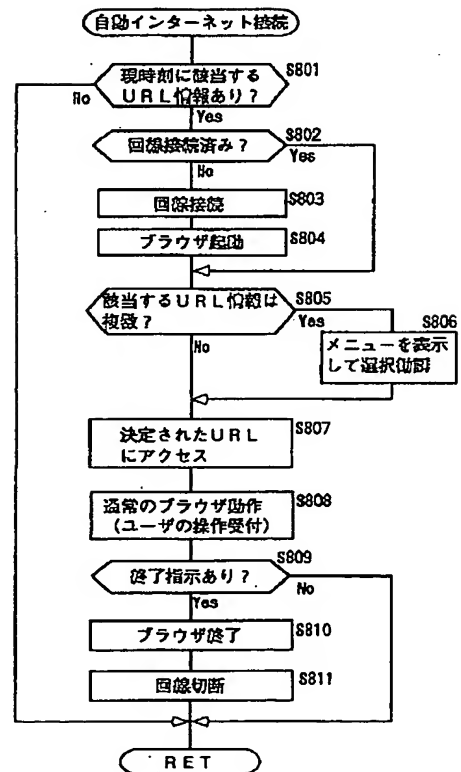 自動インターネット接続
現時刻に該当する
URL情報あり?
S801
No
Yes
回線接続済み?
S802
Yes
No
回線接続
S803
ブラウザ起動
S804
該当するURL情報は
複数?
S805
Yes
No
S806
メニューを表示
して選択
決定されたURL
にアクセス
S807
通常のブラウザ動作
(ユーザの操作受付)
S808
終了指示あり?
S809
No
Yes
ブラウザ終了
S810
回線切断
S811
RET